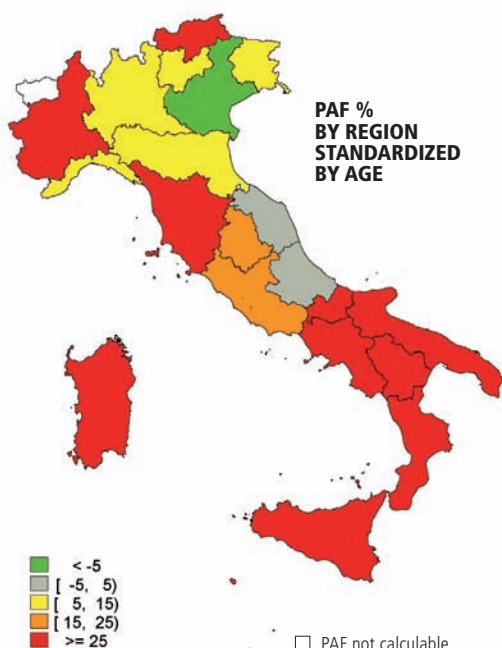 PAF %
BY REGION
STANDARDIZED
BY AGE
< -5
[ -5, 5)
[ 5, 15)
[ 15, 25)
>= 25
PAF not calculable